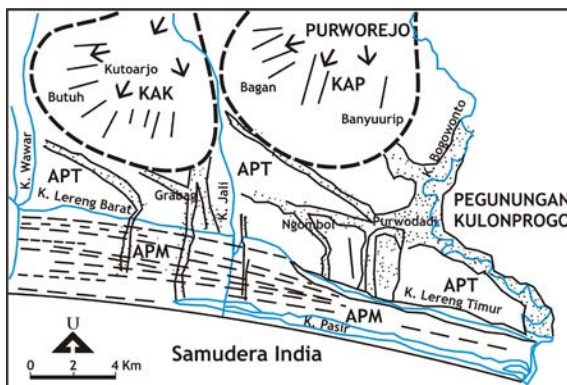 PURWOREJO
Kutoarjo
Bagan
KAK
KAP
Butuh
Banyuurip
K. Wawar
K. Bogowonto
APT
APT
Grabag
K. Lereng Barat
K. Jali
PEGUNUNGAN
KULONPROGO
Ngombol
Purwodadi
APM
APT
K. Lereng Timur
APM
K. Pasir
U
Samudera India
0 2 4 Km